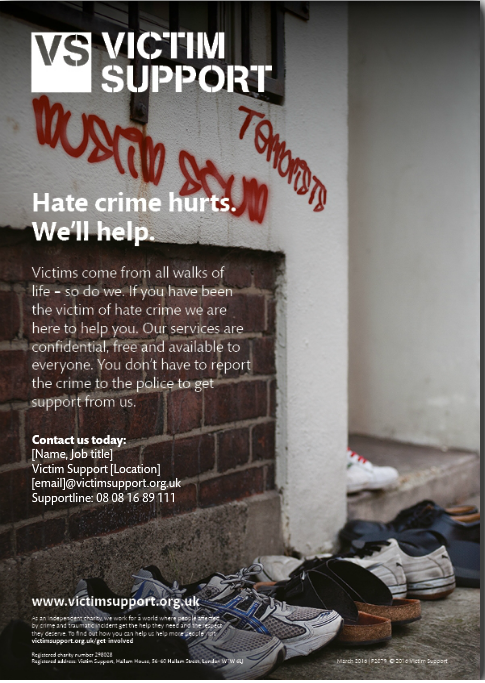 VS VICTIM
SUPPORT
MUSLIM SCUM
TERRORISTS
Hate crime hurts.
We'll help.
Victims come from all walks of
life – so do we. If you have been
the victim of hate crime we are
here to help you. Our services are
confidential, free and available to
everyone. You don't have to report
the crime to the police to get
support from us.
Contact us today:
[Name, Job title]
Victim Support [Location]
[email]@victimsupport.org.uk
Supportline: 08 08 16 89 111
www.victimsupport.org.uk
As an independent charity, we work for a world where people affected
by crime and traumatic incident get the help they need and the respect
they deserve. To find out how you can help us help more people visit
victimsupport.org.uk/get-involved
Registered charity number 298028
Registered address: Victim Support, Hallam House, 56-60 Hallam Street, London W1W 6JL
March 2016 | P2079 © 2016 Victim Support